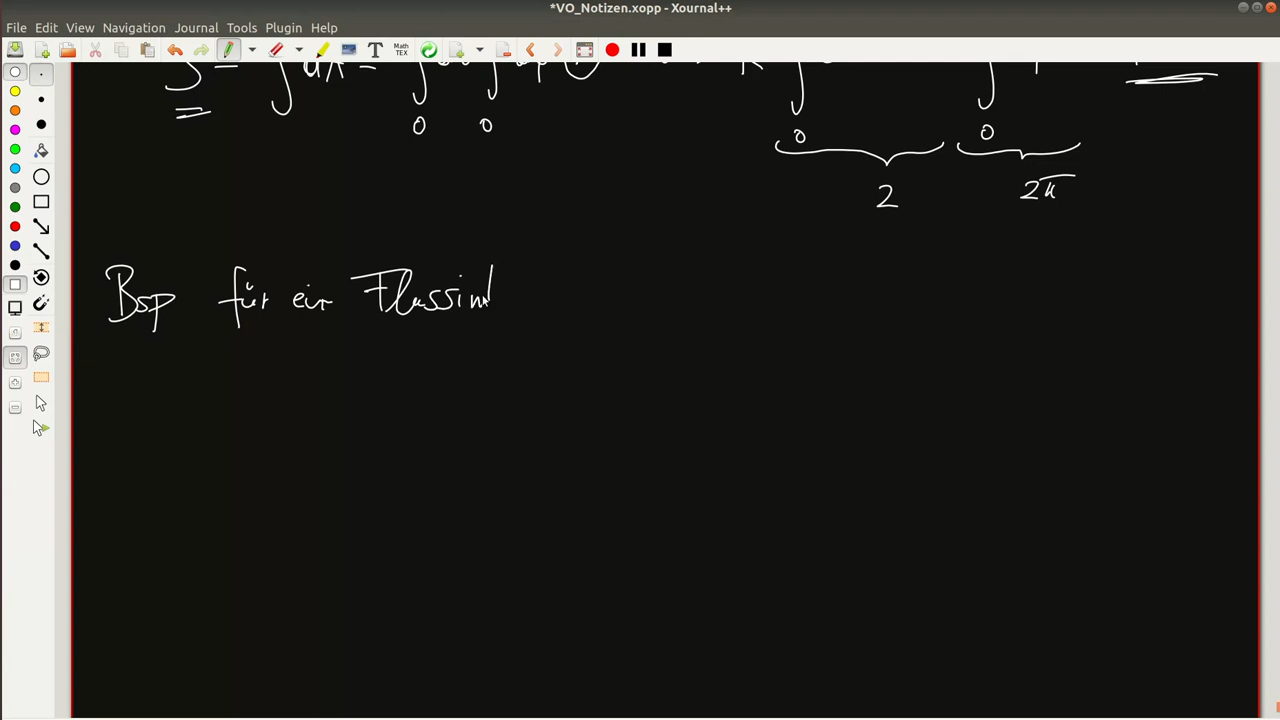 *VO_Notizen.xopp - Xournal++
File Edit View Navigation Journal Tools Plugin Help
T Math TEX
0 0 0 0
2 2π
Bsp für ein Flussint